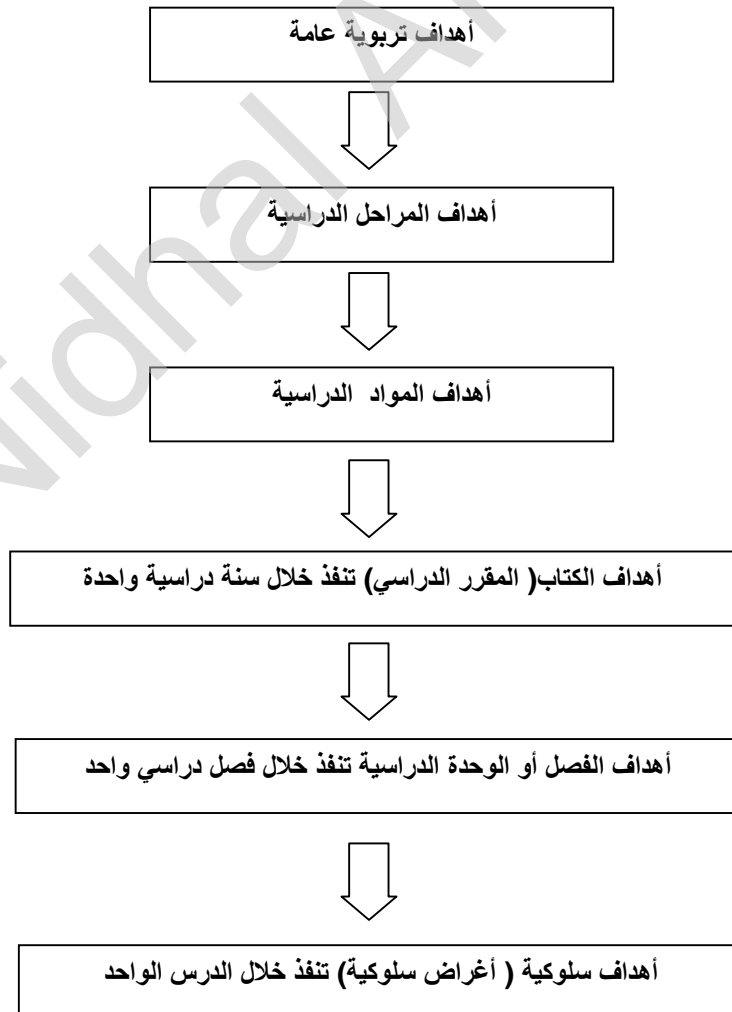 أهداف تربوية عامة
أهداف المراحل الدراسية
أهداف المواد الدراسية
أهداف الكتاب( المقرر الدراسي) تنفذ خلال سنة دراسية واحدة
أهداف الفصل أو الوحدة الدراسية تنفذ خلال فصل دراسي واحد
أهداف سلوكية ( أغراض سلوكية) تنفذ خلال الدرس الواحد
Nidhal